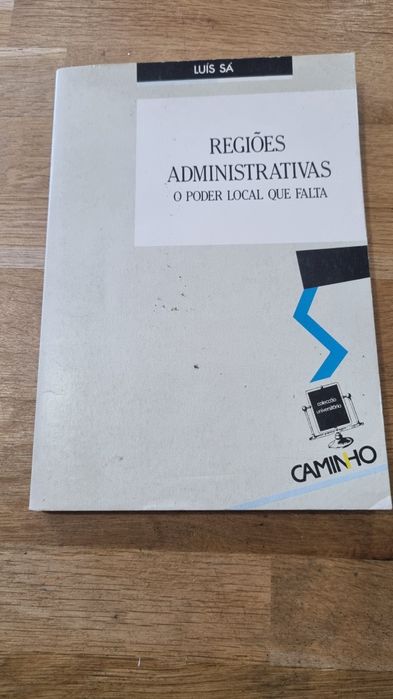 LUÍS SÁ
REGIÕES
ADMINISTRATIVAS
O PODER LOCAL QUE FALTA
colecção
universitária
CAMINHO